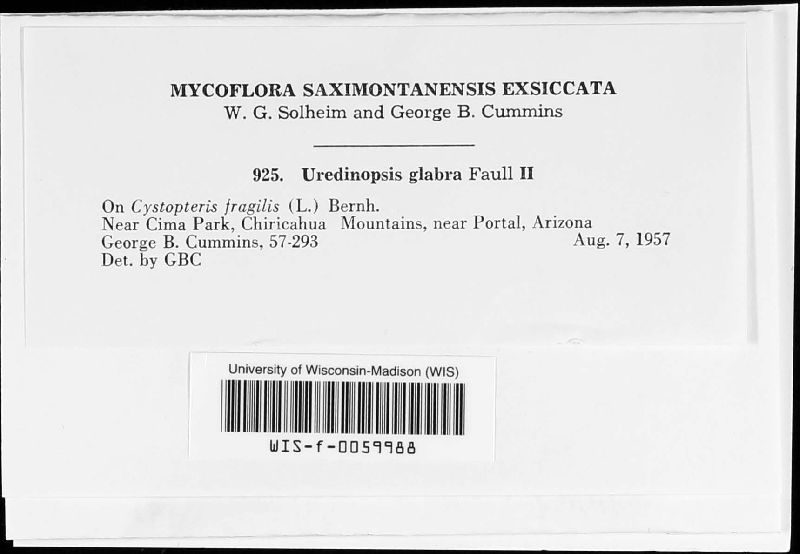 MYCOFLORA SAXIMONTANENSIS EXSICCATA
W. G. Solheim and George B. Cummins
925. Uredinopsis glabra Faull II
On Cystopteris fragilis (L.) Bernh.
Near Cima Park, Chiricahua Mountains, near Portal, Arizona
George B. Cummins, 57-293 Aug. 7, 1957
Det. by GBC
University of Wisconsin-Madison (WIS)
WIS-f-0059988